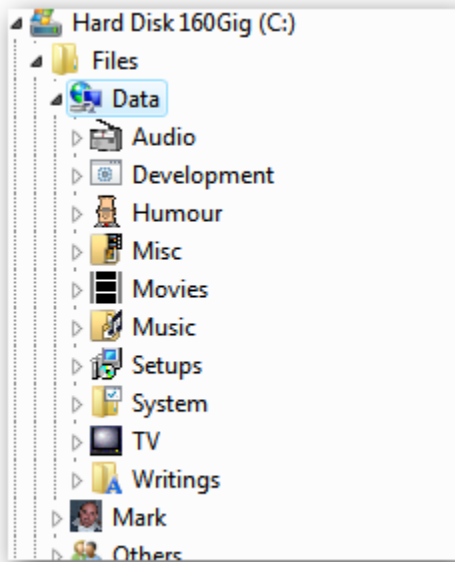 Hard Disk 160Gig (C:)
Files
Data
Audio
Development
Humour
Misc
Movies
Music
Setups
System
TV
Writings
Mark
Others